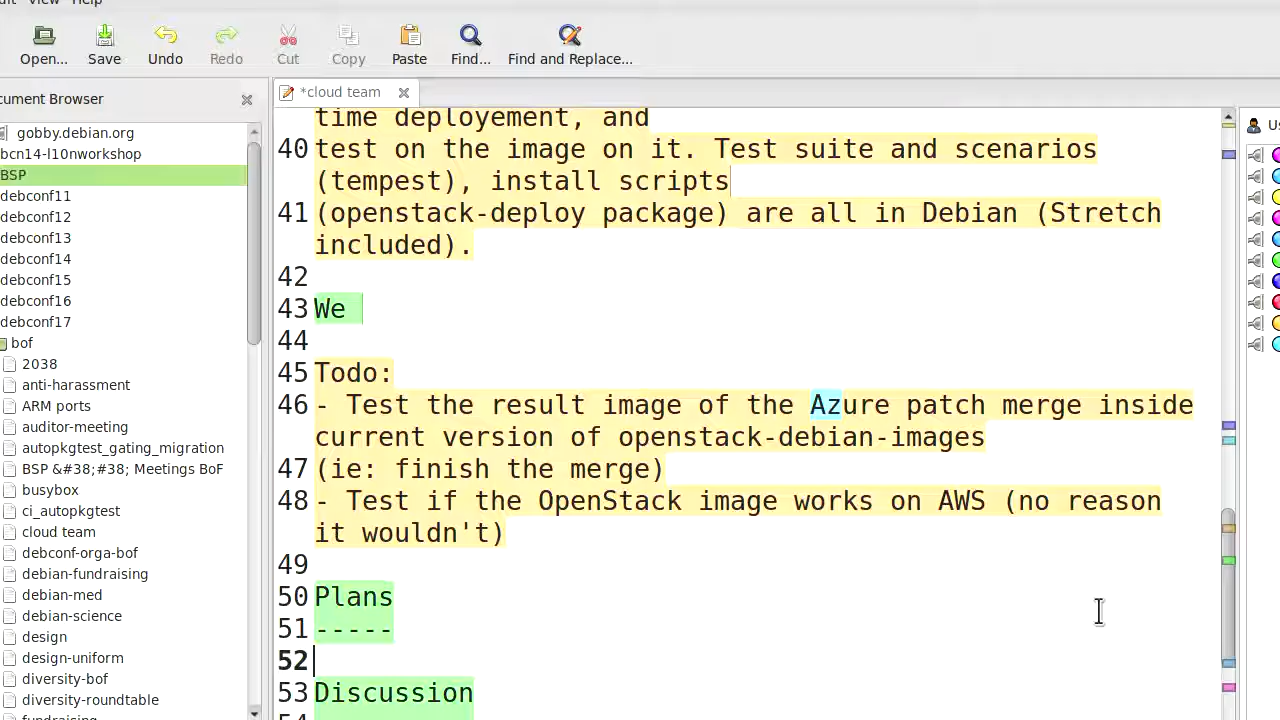 View Help
Open... Save Undo Redo Cut Copy Paste Find... Find and Replace...
cument Browser
*cloud team
gobby.debian.org
bcn14-l10nworkshop
BSP
debconf11
debconf12
debconf13
debconf14
debconf15
debconf16
debconf17
bof
2038
anti-harassment
ARM ports
auditor-meeting
autopkgtest_gating_migration
BSP &#38;#38; Meetings BoF
busybox
ci_autopkgtest
cloud team
debconf-orga-bof
debian-fundraising
debian-med
debian-science
design
design-uniform
diversity-bof
diversity-roundtable
fundraising
time deployement, and
40 test on the image on it. Test suite and scenarios
(tempest), install scripts
41 (openstack-deploy package) are all in Debian (Stretch
included).
42
43 We
44
45 Todo:
46 - Test the result image of the Azure patch merge inside
current version of openstack-debian-images
47 (ie: finish the merge)
48 - Test if the OpenStack image works on AWS (no reason
it wouldn't)
49
50 Plans
51 -----
52
53 Discussion
54
Us